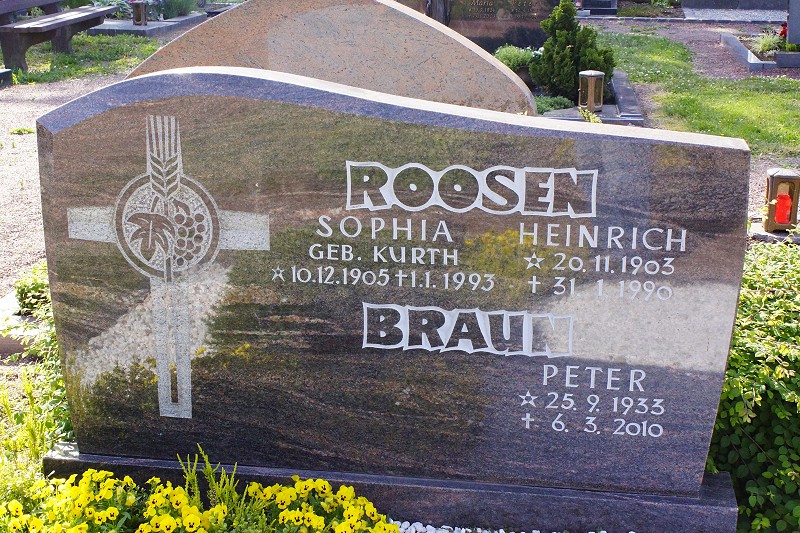 Maria
ROOSEN
SOPHIA HEINRICH
GEB. KURTH ☆ 20.11.1903
☆10.12.1905 †1.1.1993 † 31.1.1990
BRAUN
PETER
☆ 25.9.1933
† 6.3.2010